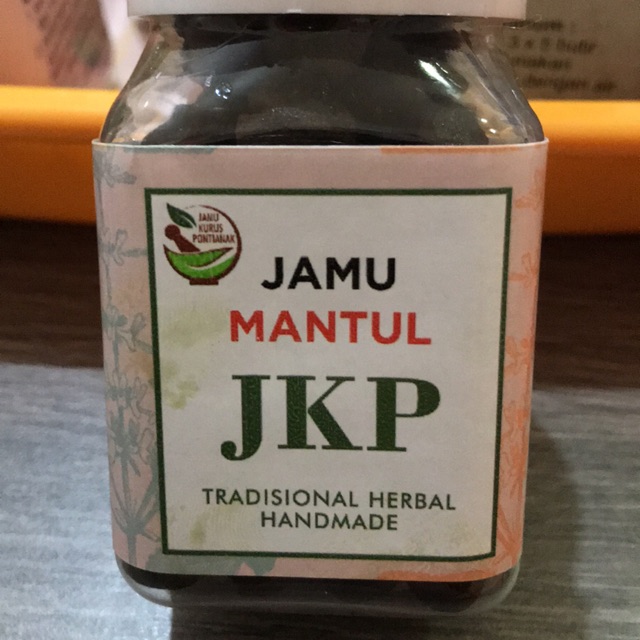 JAMU
KURUS
PONTIANAK
JAMU
MANTUL
JKP
TRADISIONAL HERBAL
HANDMADE